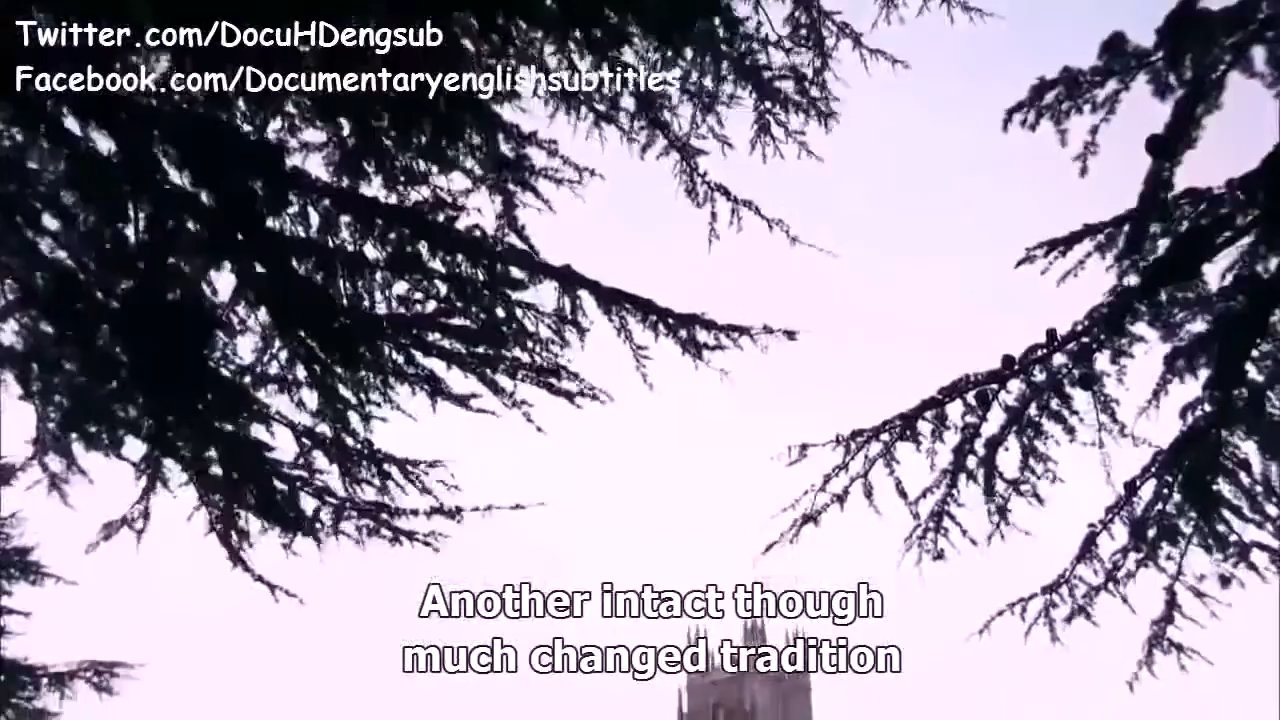 Twitter.com/DocuHDengsub
Facebook.com/Documentaryenglishsubtitles
Another intact though
much changed tradition